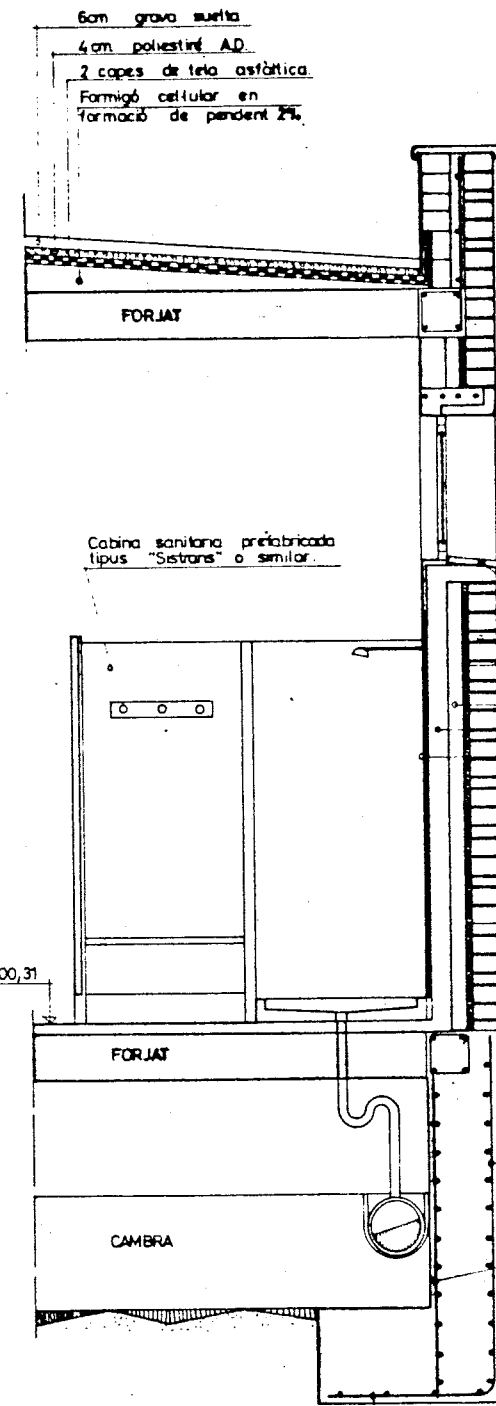 6cm grava suelta
4cm poliestiré A.D.
2 capes de tela asfàltica.
Formigó cel·lular en
formació de pendent 2%.
FORJAT
Cabina sanitaria prefabricada
tipus "Sistrans" o similar.
00,31
FORJAT
CAMBRA